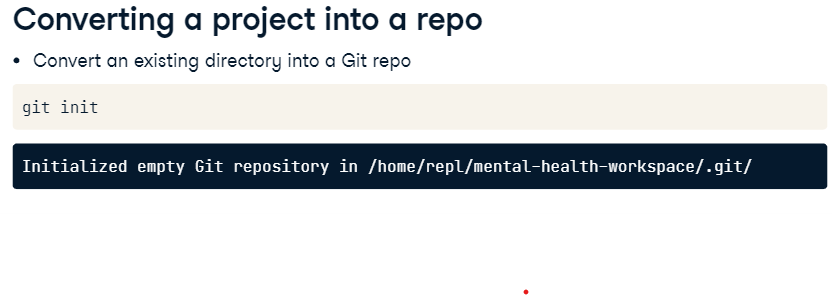 Converting a project into a repo
• Convert an existing directory into a Git repo
git init
Initialized empty Git repository in /home/repl/mental-health-workspace/.git/